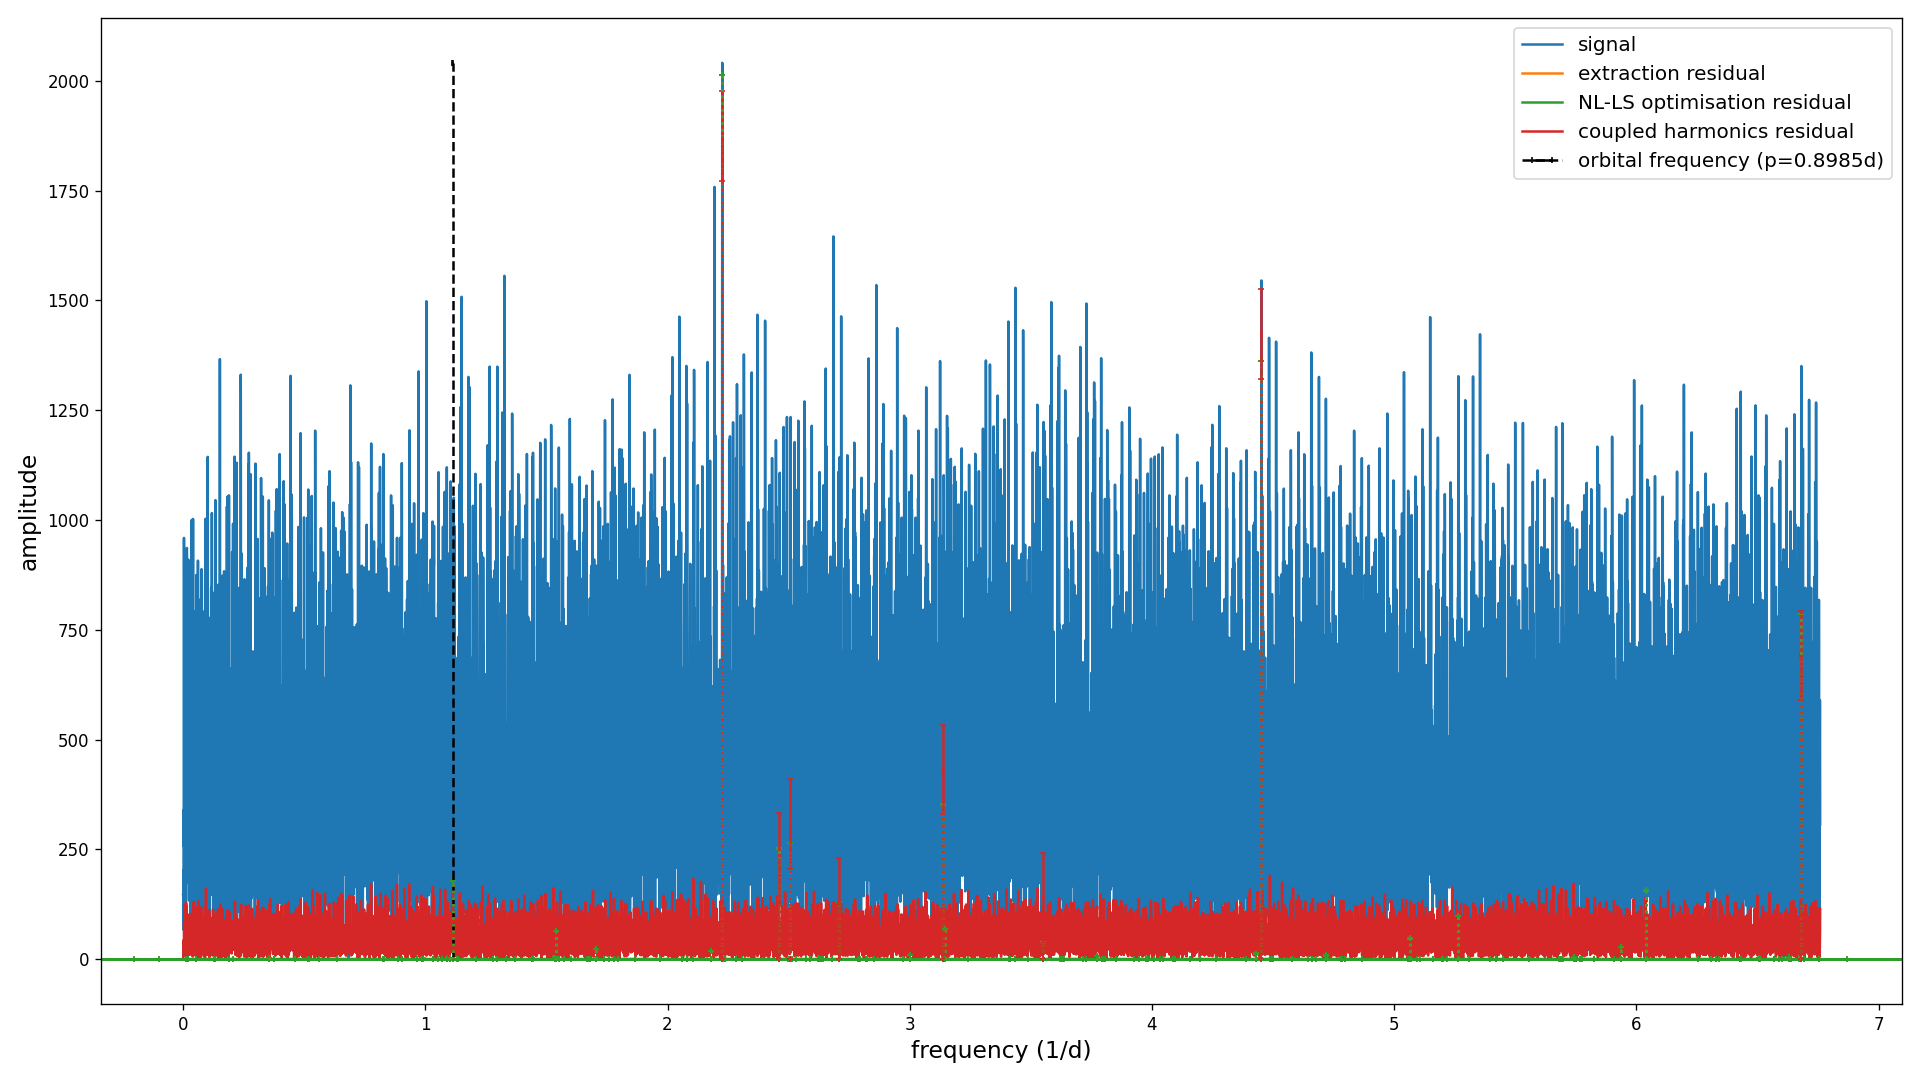 signal
extraction residual
NL-LS optimisation residual
coupled harmonics residual
orbital frequency (p=0.8985d)
amplitude
2000
1750
1500
1250
1000
750
500
250
0
0 1 2 3 4 5 6 7
frequency (1/d)